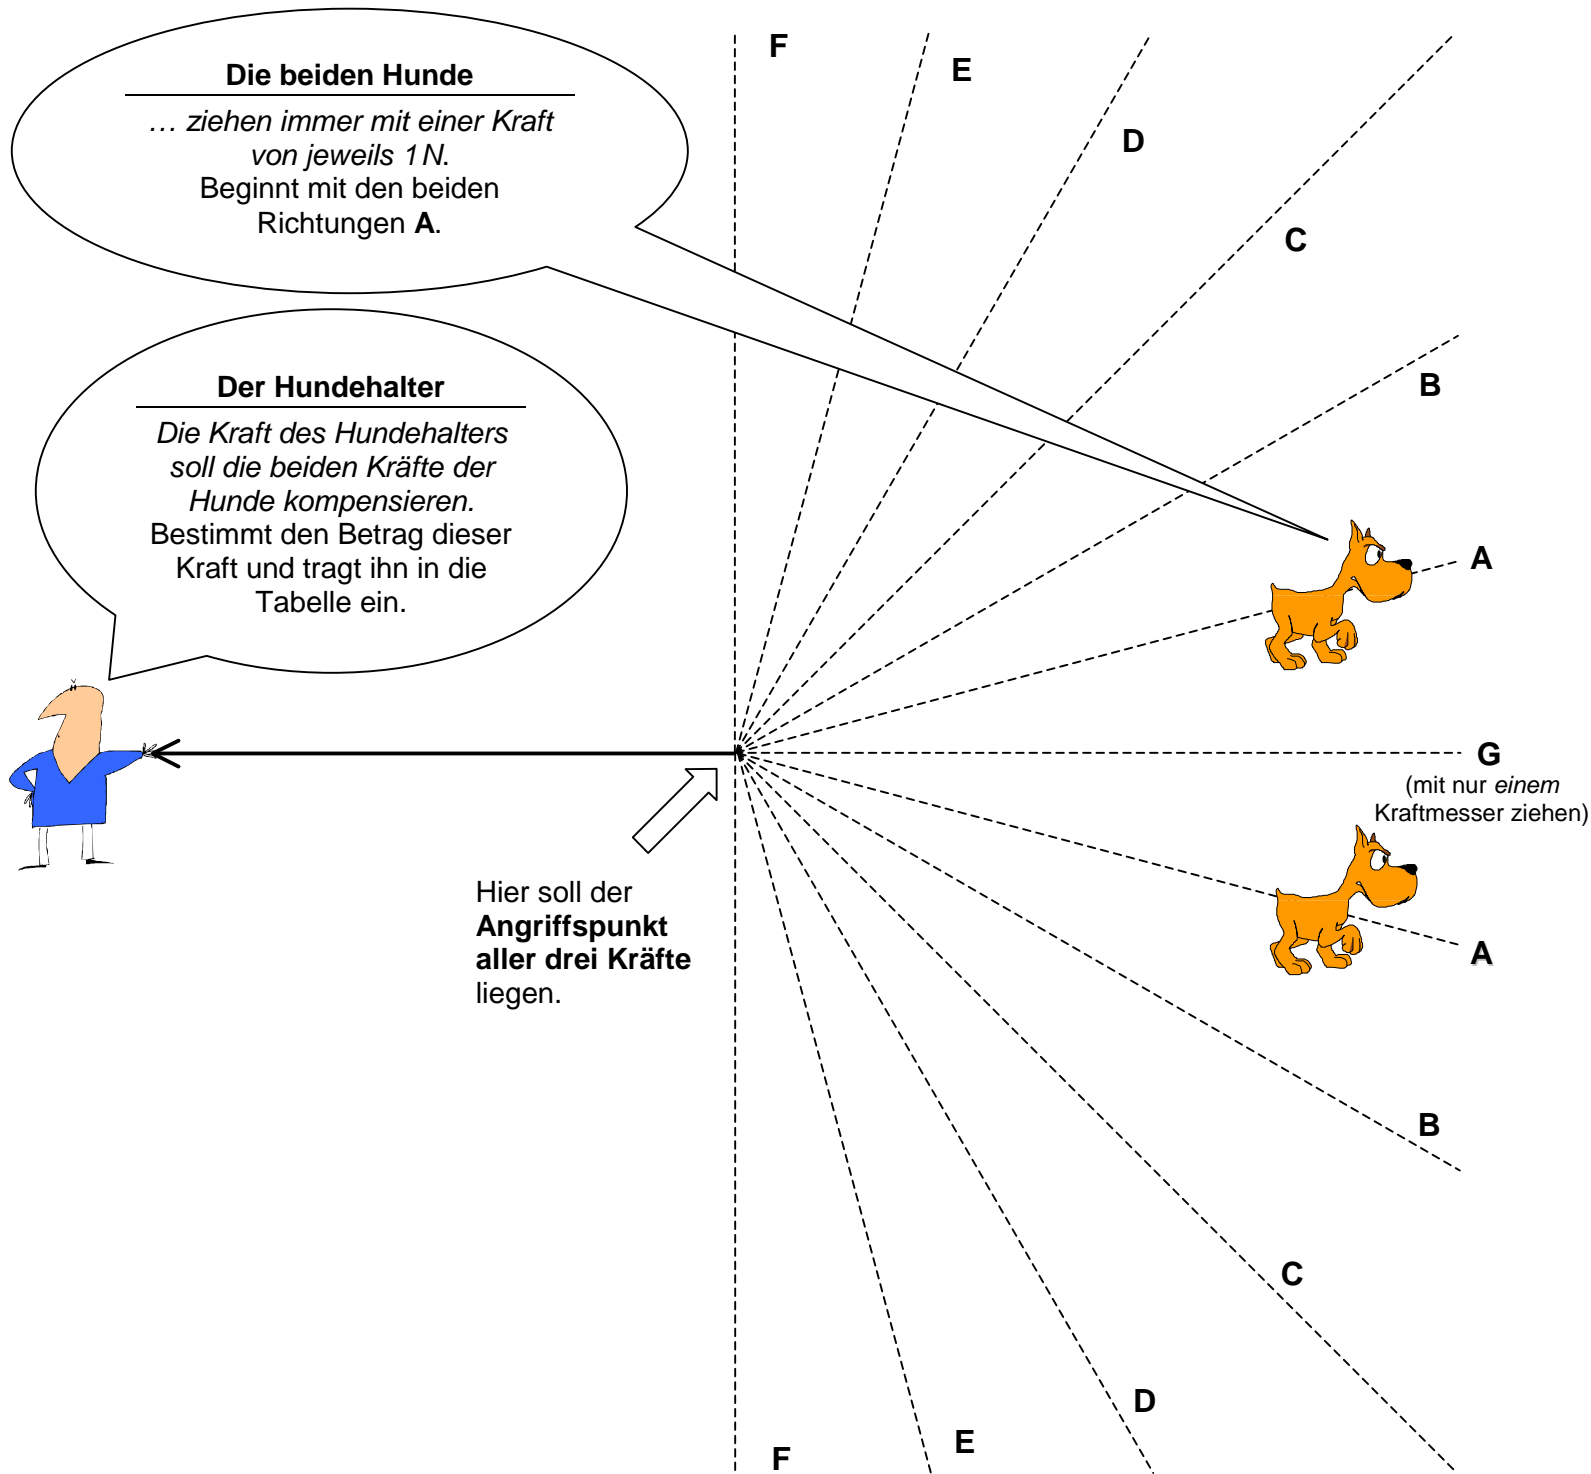 Die beiden Hunde
… ziehen immer mit einer Kraft
von jeweils 1 N.
Beginnt mit den beiden
Richtungen A.
Der Hundehalter
Die Kraft des Hundehalters
soll die beiden Kräfte der
Hunde kompensieren.
Bestimmt den Betrag dieser
Kraft und tragt ihn in die
Tabelle ein.
F
E
D
C
B
A
G
(mit nur einem
Kraftmesser ziehen)
Hier soll der
Angriffspunkt
aller drei Kräfte
liegen.
A
B
C
D
E
F